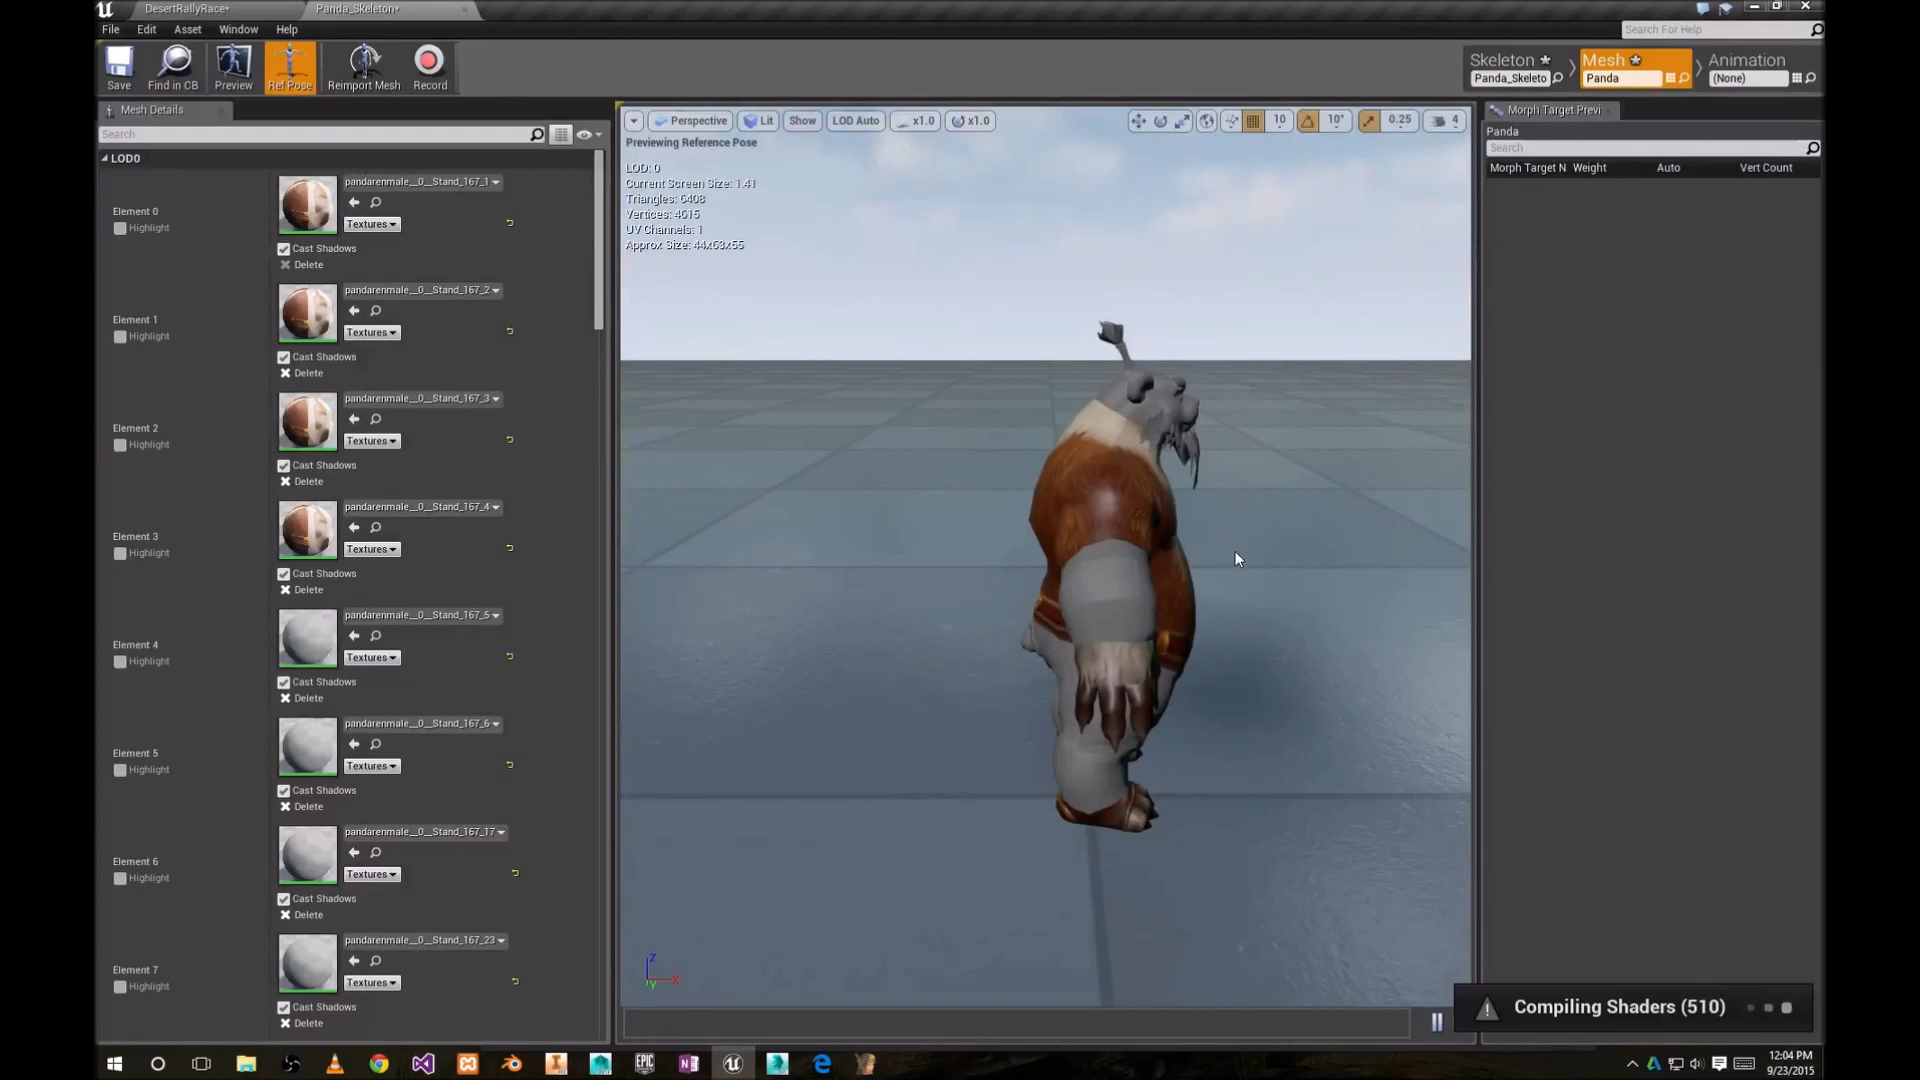 DesertRallyRace*
Panda_Skeleton*
File Edit Window Asset Window Help
Search For Help
Save
Find in CB
Preview
Ref Pose
Reimport Mesh
Record
Skeleton
Panda_Skeleto
Mesh
Panda
Animation
(None)
Mesh Details
Search
LOD0
Element 0
Highlight
pandarenmale__0__Stand_167_1
Textures
Cast Shadows
Delete
Element 1
Highlight
pandarenmale__0__Stand_167_2
Textures
Cast Shadows
Delete
Element 2
Highlight
pandarenmale__0__Stand_167_3
Textures
Cast Shadows
Delete
Element 3
Highlight
pandarenmale__0__Stand_167_4
Textures
Cast Shadows
Delete
Element 4
Highlight
pandarenmale__0__Stand_167_5
Textures
Cast Shadows
Delete
Element 5
Highlight
pandarenmale__0__Stand_167_6
Textures
Cast Shadows
Delete
Element 6
Highlight
pandarenmale__0__Stand_167_17
Textures
Cast Shadows
Delete
Element 7
Highlight
pandarenmale__0__Stand_167_23
Textures
Cast Shadows
Delete
Perspective Lit Show LOD Auto x1.0 x1.0 10 10° 0.25 4
Previewing Reference Pose
LOD: 0
Current Screen Size: 1.41
Triangles: 6408
Vertices: 4615
UV Channels: 1
Approx Size: 44x63x55
Z
X
Y
Morph Target Previ
Panda
Search
Morph Target N Weight Auto Vert Count
Compiling Shaders (510)
EPIC
12:04 PM
9/23/2015